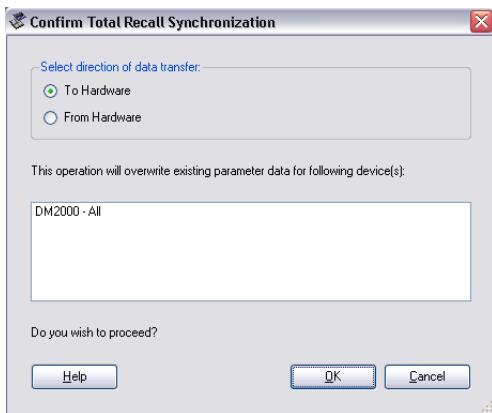 Confirm Total Recall Synchronization
Select direction of data transfer:
To Hardware
From Hardware
This operation will overwrite existing parameter data for following device(s):
DM2000 - All
Do you wish to proceed?
Help
OK
Cancel